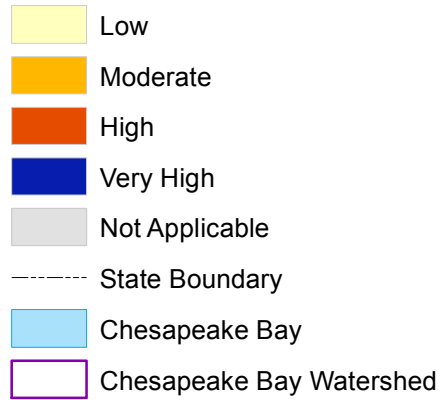 Low
Moderate
High
Very High
Not Applicable
State Boundary
Chesapeake Bay
Chesapeake Bay Watershed